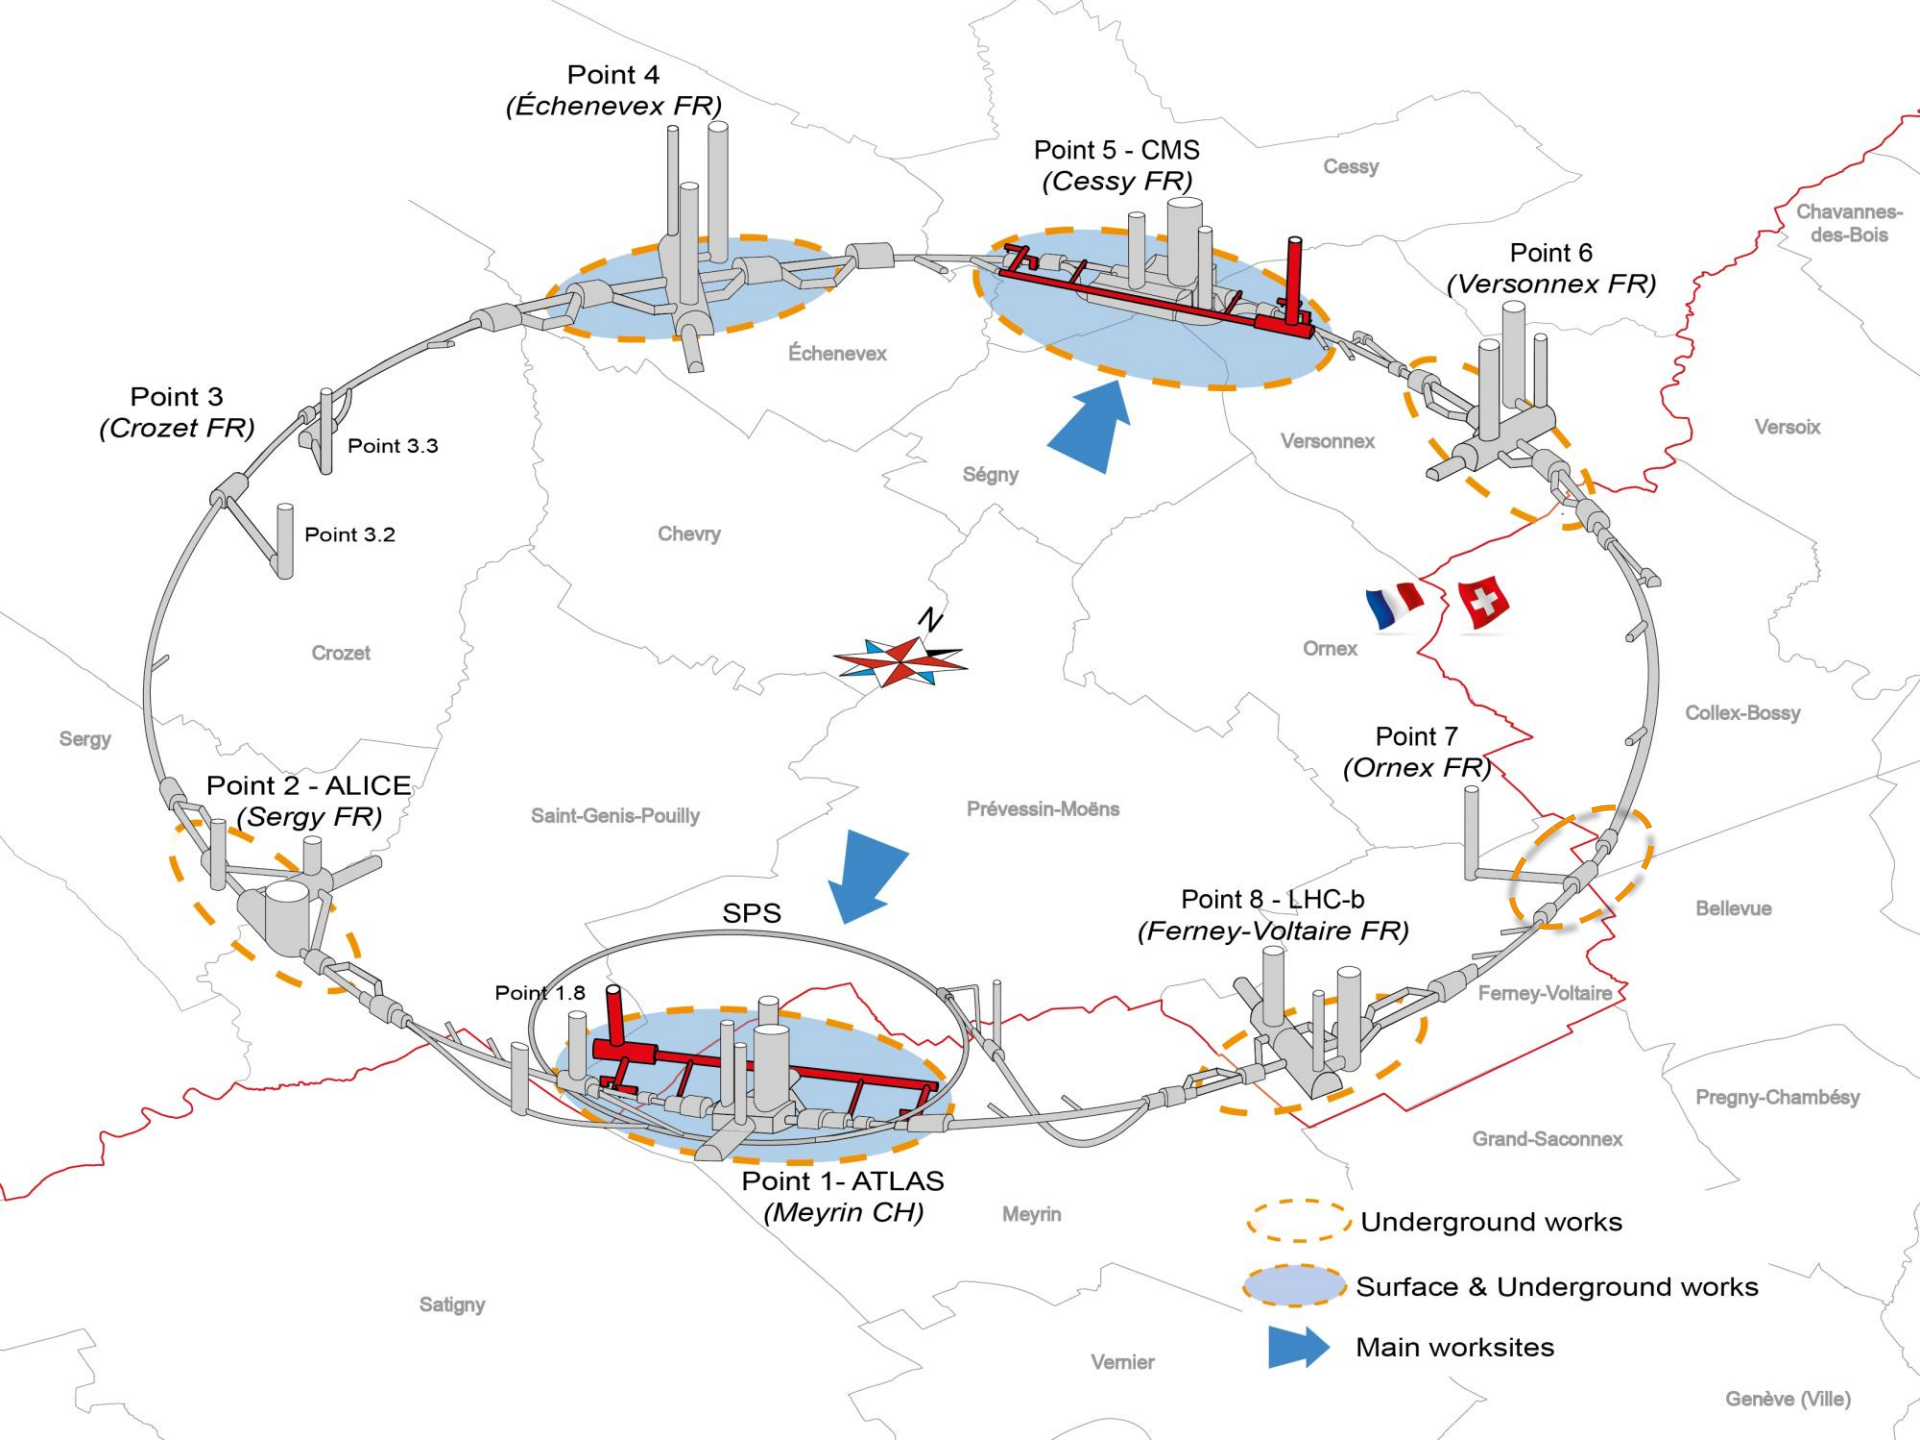 Point 4
(Échenevex FR)
Point 5 - CMS
(Cessy FR)
Cessy
Chavannes-
des-Bois
Point 6
(Versonnex FR)
Échenevex
Point 3
(Crozet FR)
Point 3.3
Versonnex
Versoix
Ségny
Point 3.2
Chevry
N
Crozet
Ornex
Sergy
Collex-Bossy
Point 7
(Ornex FR)
Point 2 - ALICE
(Sergy FR)
Saint-Genis-Pouilly
Prévessin-Moëns
SPS
Point 8 - LHC-b
(Ferney-Voltaire FR)
Bellevue
Point 1.8
Ferney-Voltaire
Pregny-Chambésy
Grand-Saconnex
Point 1- ATLAS
(Meyrin CH)
Meyrin
Underground works
Surface & Underground works
Satigny
Main worksites
Vernier
Genève (Ville)